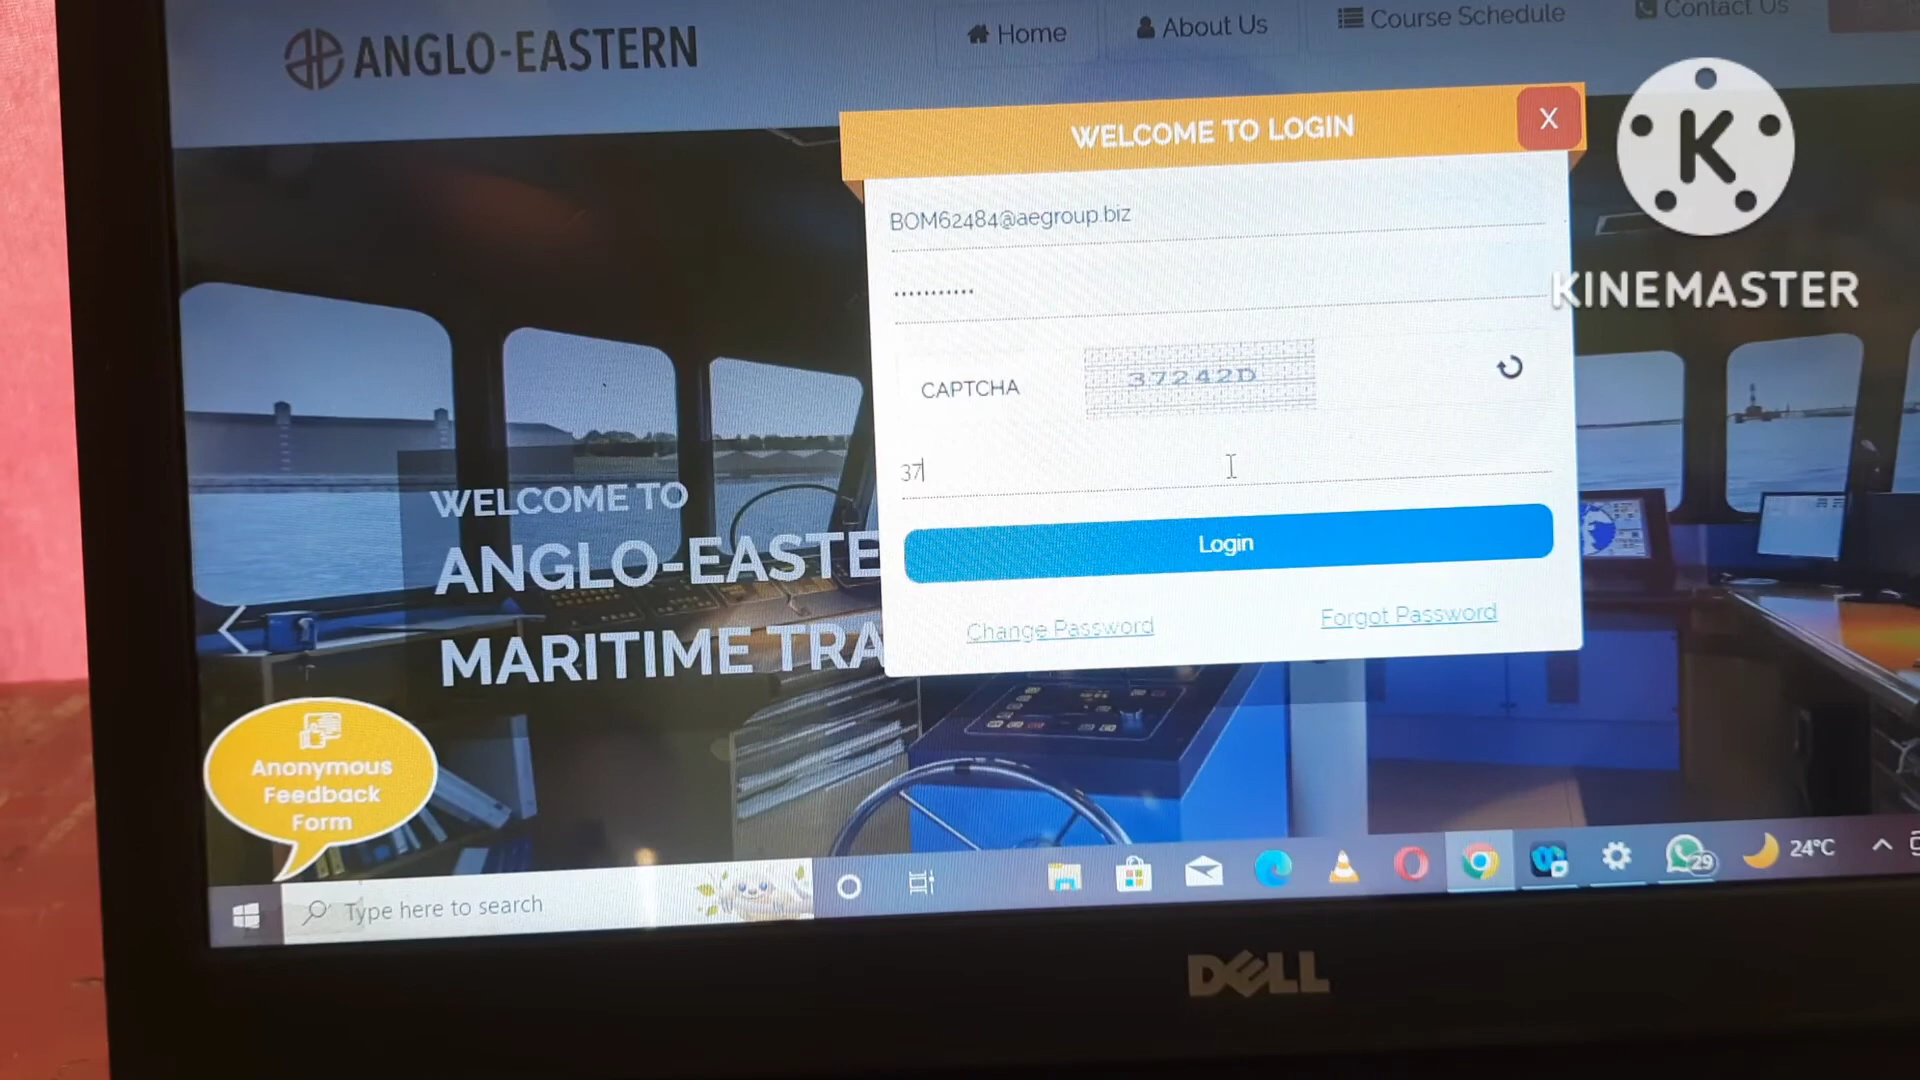 ANGLO-EASTERN
Home
About Us
Course Schedule
Contact Us
WELCOME TO LOGIN
X
BOM62484@aegroup.biz
...........
CAPTCHA
37242D
37
Login
Change Password
Forgot Password
K
KINEMASTER
WELCOME TO
ANGLO-EASTE
MARITIME TRA
Anonymous
Feedback
Form
Type here to search
29
24°C
DELL